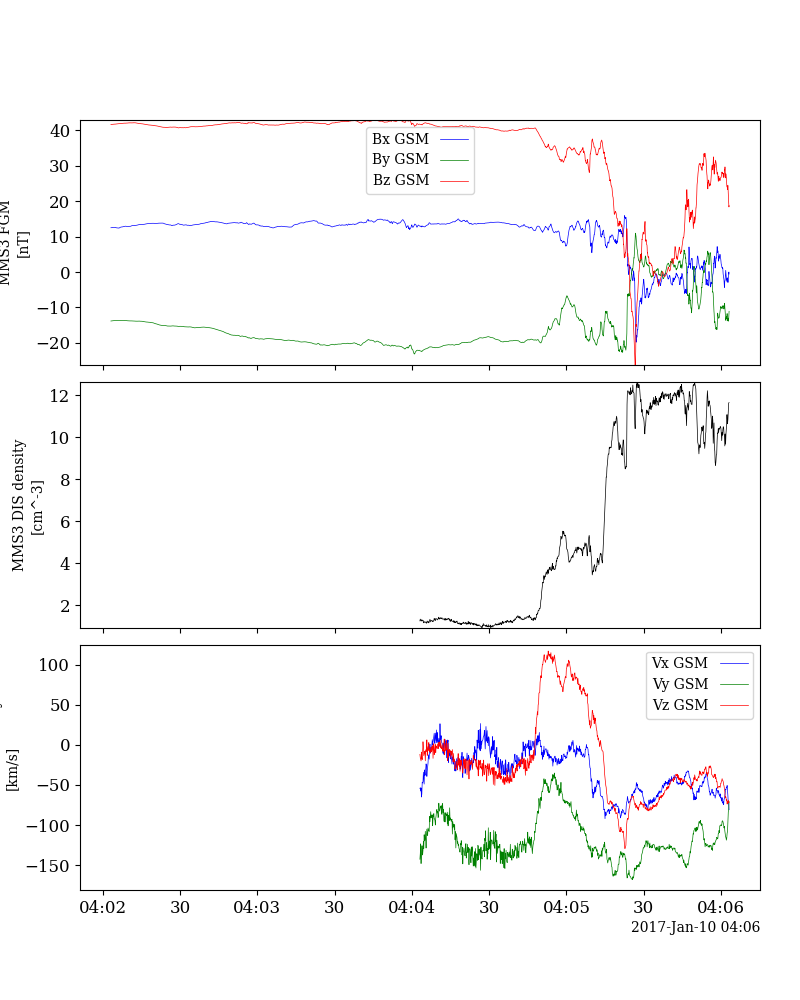 40
30
20
10
0
−10
−20
MMS3 FGM
[nT]
Bx GSM
By GSM
Bz GSM
12
10
8
6
4
2
MMS3 DIS density
[cm^-3]
100
50
0
−50
−100
−150
[km/s]
Vx GSM
Vy GSM
Vz GSM
04:02 30 04:03 30 04:04 30 04:05 30 04:06
2017-Jan-10 04:06